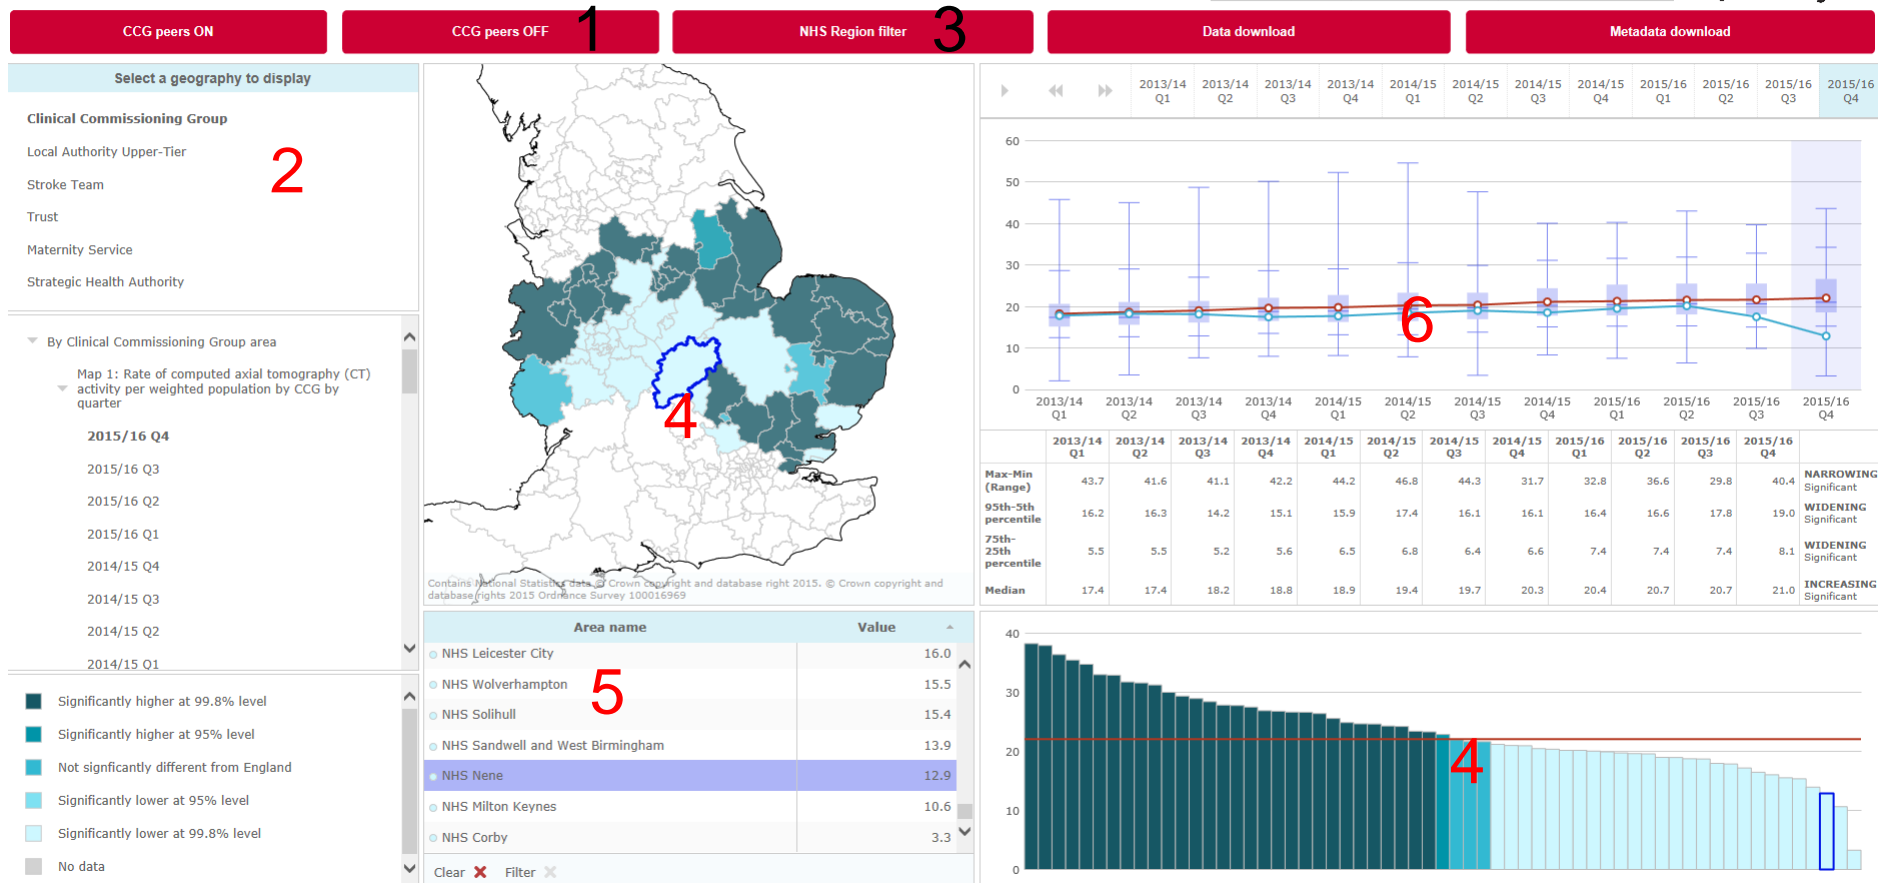 CCG peers ON
CCG peers OFF
1
NHS Region filter
3
Data download
Metadata download
Select a geography to display
Clinical Commissioning Group
Local Authority Upper-Tier
2
Stroke Team
Trust
Maternity Service
Strategic Health Authority
By Clinical Commissioning Group area
Map 1: Rate of computed axial tomography (CT)
activity per weighted population by CCG by
quarter
2015/16 Q4
2015/16 Q3
2015/16 Q2
2015/16 Q1
2014/15 Q4
2014/15 Q3
2014/15 Q2
2014/15 Q1
Significantly higher at 99.8% level
Significantly higher at 95% level
Not signficantly different from England
Significantly lower at 95% level
Significantly lower at 99.8% level
No data
4
Contains National Statistics data © Crown copyright and database right 2015. © Crown copyright and
database rights 2015 Ordnance Survey 100016969
Area name Value
NHS Leicester City 16.0
5
NHS Wolverhampton 15.5
NHS Solihull 15.4
NHS Sandwell and West Birmingham 13.9
NHS Nene 12.9
NHS Milton Keynes 10.6
NHS Corby 3.3
Clear Filter
2013/14 2013/14 2013/14 2013/14 2014/15 2014/15 2014/15 2014/15 2015/16 2015/16 2015/16 2015/16
Q1 Q2 Q3 Q4 Q1 Q2 Q3 Q4 Q1 Q2 Q3 Q4
60
50
40
30
20
6
10
0
2013/14 2013/14 2013/14 2013/14 2014/15 2014/15 2014/15 2014/15 2015/16 2015/16 2015/16 2015/16
Q1 Q2 Q3 Q4 Q1 Q2 Q3 Q4 Q1 Q2 Q3 Q4
2013/14 2013/14 2013/14 2013/14 2014/15 2014/15 2014/15 2014/15 2015/16 2015/16 2015/16 2015/16
Q1 Q2 Q3 Q4 Q1 Q2 Q3 Q4 Q1 Q2 Q3 Q4
Max-Min
(Range) 43.7 41.6 41.1 42.2 44.2 46.8 44.3 31.7 32.8 36.6 29.8 40.4 NARROWING
Significant
95th-5th
percentile 16.2 16.3 14.2 15.1 15.9 17.4 16.1 16.1 16.4 16.6 17.8 19.0 WIDENING
Significant
75th-
25th
percentile 5.5 5.5 5.2 5.6 6.5 6.8 6.4 6.6 7.4 7.4 7.4 8.1 WIDENING
Significant
Median 17.4 17.4 18.2 18.8 18.9 19.4 19.7 20.3 20.4 20.7 20.7 21.0 INCREASING
Significant
40
30
20
4
10
0